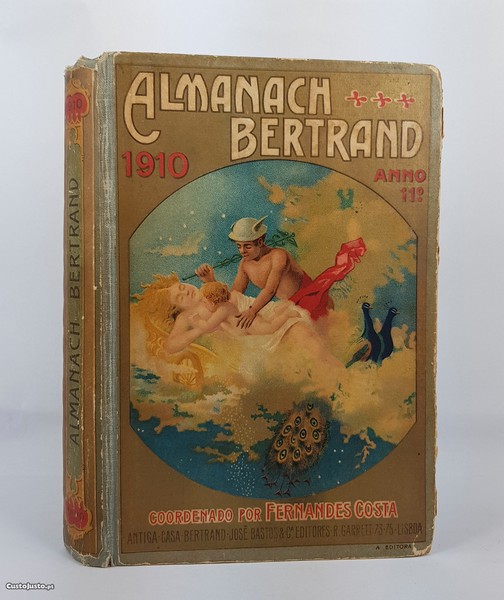 ALMANACH
BERTRAND
1910
ANNO
11º
COORDENADO POR FERNANDES COSTA
ANTIGA-CASA-BERTRAND-JOSÉ BASTOS & Cª EDITORES-R. GARRETT, 73-75-LISBOA
A EDITORA
1910
ALMANACH BERTRAND
CustoJusto.pt